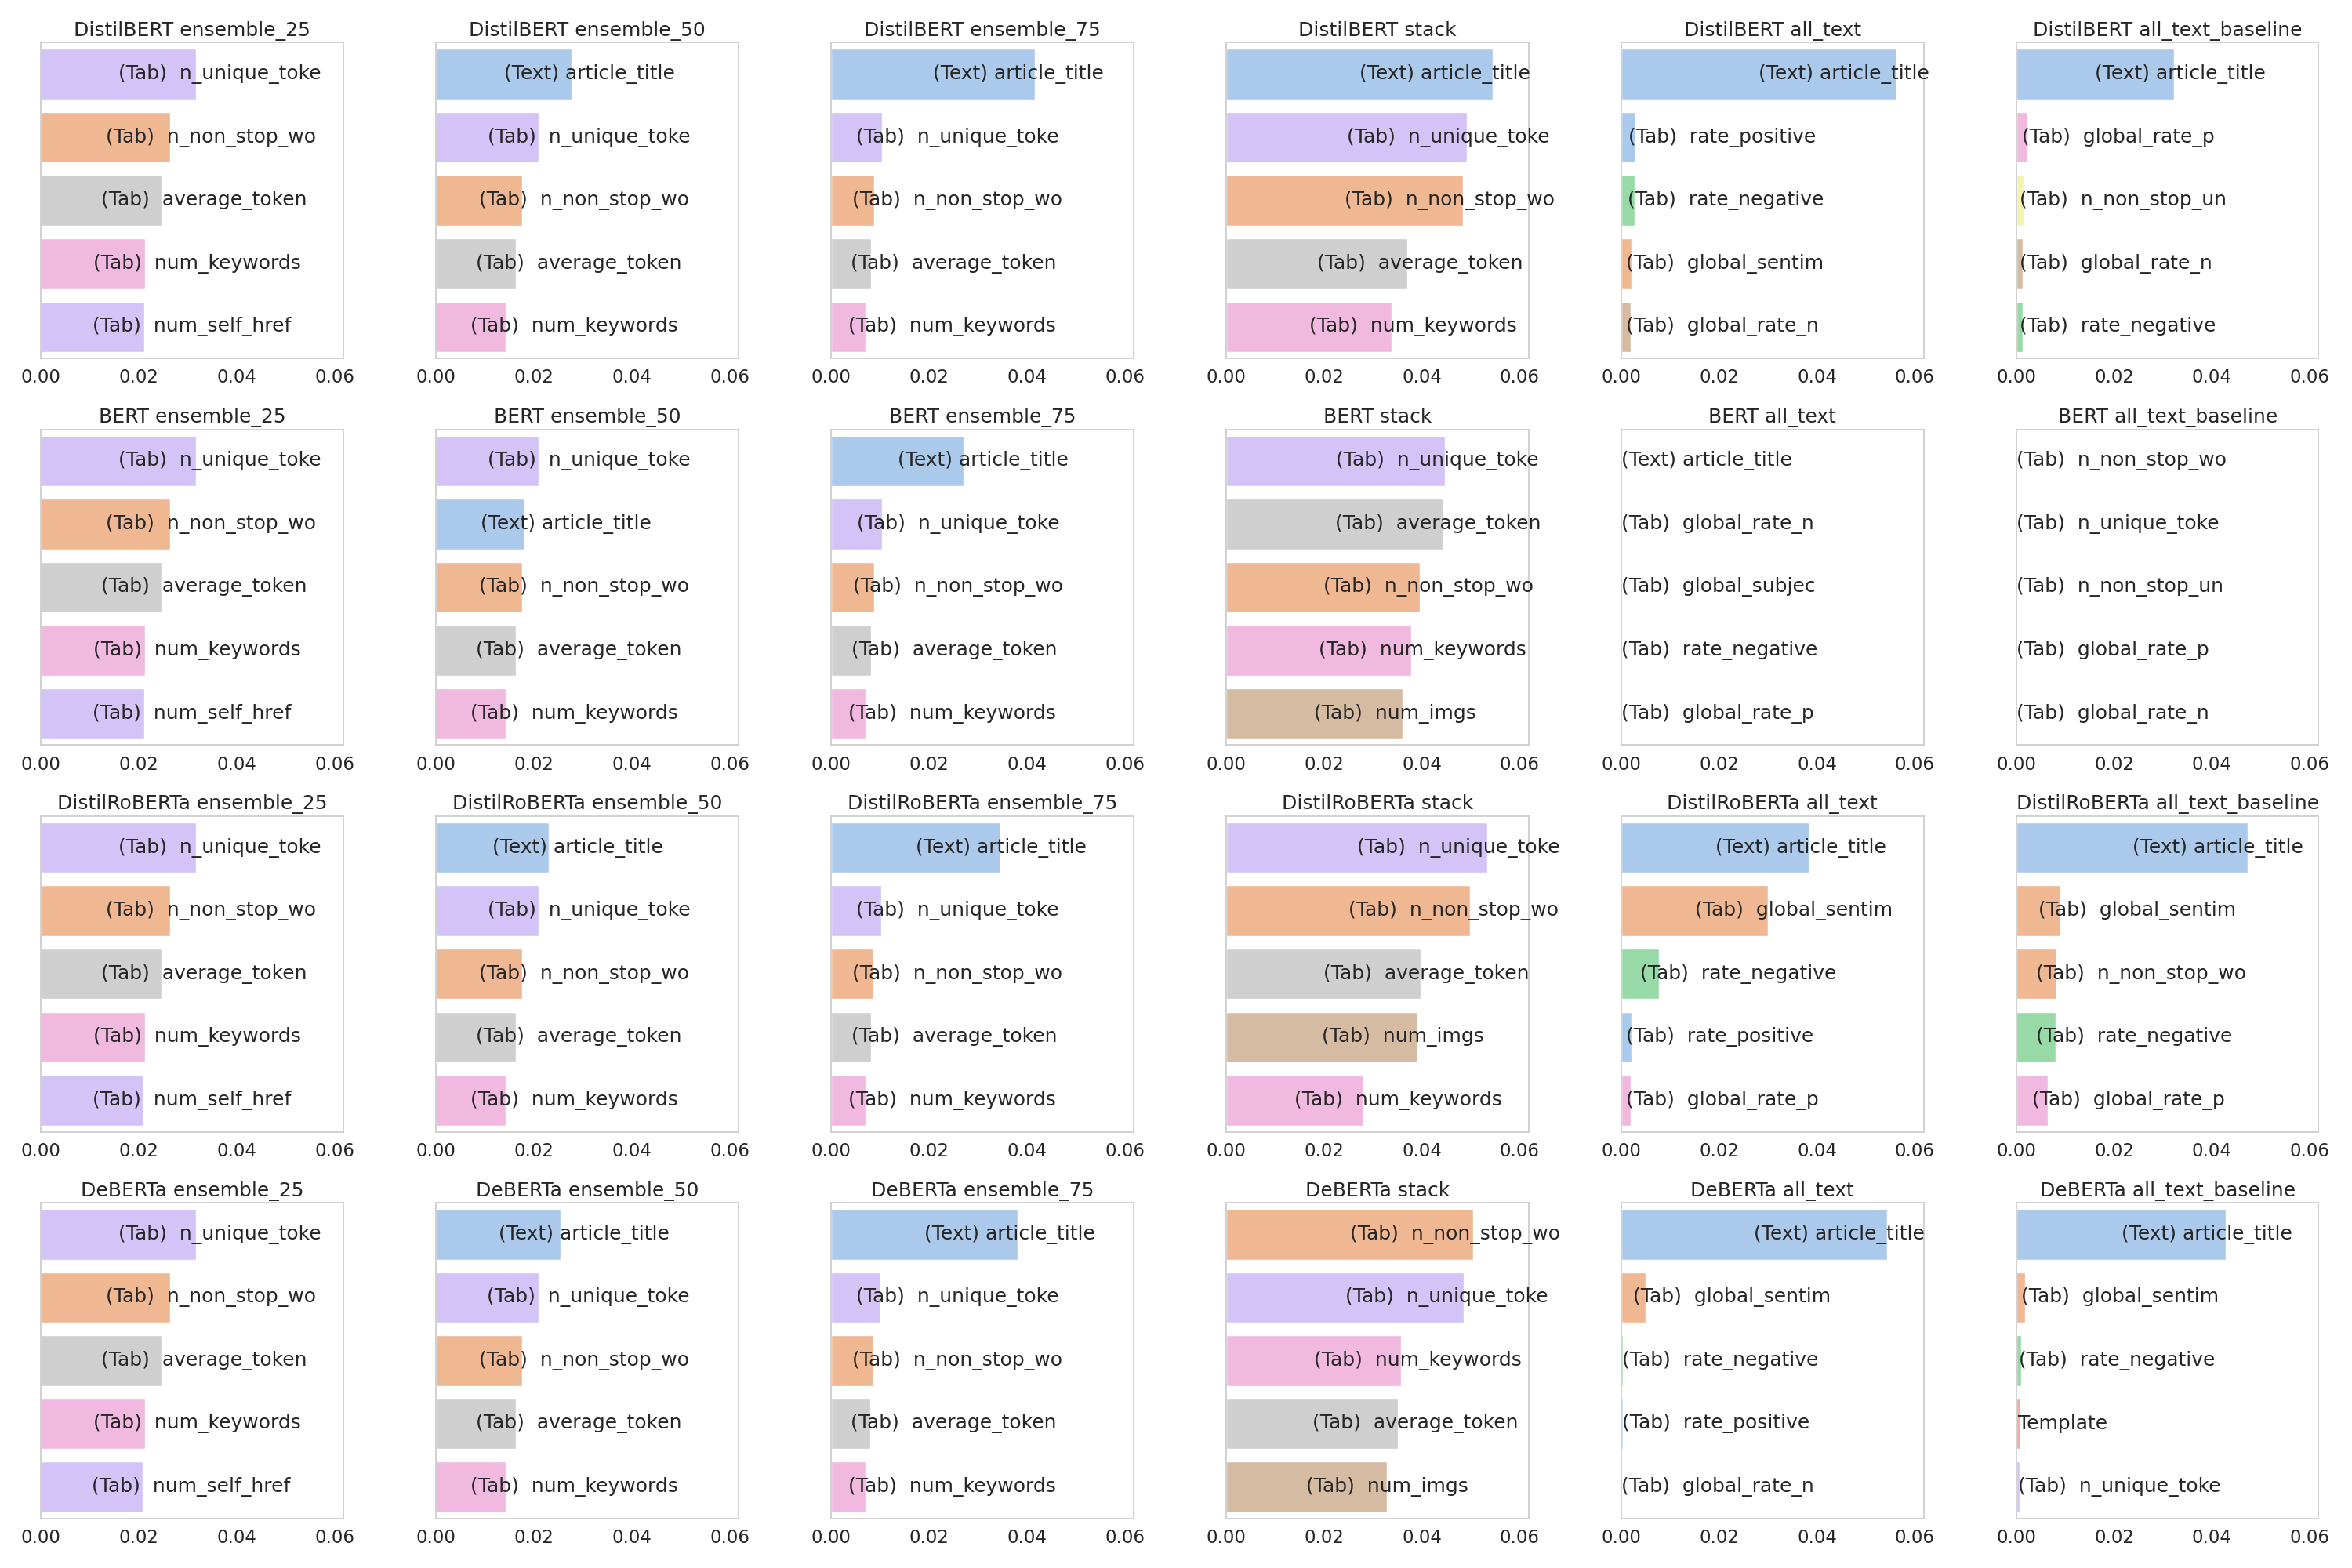 DistilBERT ensemble_25
(Tab) n_unique_toke
(Tab) n_non_stop_wo
(Tab) average_token
(Tab) num_keywords
(Tab) num_self_href
0.00 0.02 0.04 0.06
DistilBERT ensemble_50
(Text) article_title
(Tab) n_unique_toke
(Tab) n_non_stop_wo
(Tab) average_token
(Tab) num_keywords
0.00 0.02 0.04 0.06
DistilBERT ensemble_75
(Text) article_title
(Tab) n_unique_toke
(Tab) n_non_stop_wo
(Tab) average_token
(Tab) num_keywords
0.00 0.02 0.04 0.06
DistilBERT stack
(Text) article_title
(Tab) n_unique_toke
(Tab) n_non_stop_wo
(Tab) average_token
(Tab) num_keywords
0.00 0.02 0.04 0.06
DistilBERT all_text
(Text) article_title
(Tab) rate_positive
(Tab) rate_negative
(Tab) global_sentim
(Tab) global_rate_n
0.00 0.02 0.04 0.06
DistilBERT all_text_baseline
(Text) article_title
(Tab) global_rate_p
(Tab) n_non_stop_un
(Tab) global_rate_n
(Tab) rate_negative
0.00 0.02 0.04 0.06
BERT ensemble_25
(Tab) n_unique_toke
(Tab) n_non_stop_wo
(Tab) average_token
(Tab) num_keywords
(Tab) num_self_href
0.00 0.02 0.04 0.06
BERT ensemble_50
(Tab) n_unique_toke
(Text) article_title
(Tab) n_non_stop_wo
(Tab) average_token
(Tab) num_keywords
0.00 0.02 0.04 0.06
BERT ensemble_75
(Text) article_title
(Tab) n_unique_toke
(Tab) n_non_stop_wo
(Tab) average_token
(Tab) num_keywords
0.00 0.02 0.04 0.06
BERT stack
(Tab) n_unique_toke
(Tab) average_token
(Tab) n_non_stop_wo
(Tab) num_keywords
(Tab) num_imgs
0.00 0.02 0.04 0.06
BERT all_text
(Text) article_title
(Tab) global_rate_n
(Tab) global_subjec
(Tab) rate_negative
(Tab) global_rate_p
0.00 0.02 0.04 0.06
BERT all_text_baseline
(Tab) n_non_stop_wo
(Tab) n_unique_toke
(Tab) n_non_stop_un
(Tab) global_rate_p
(Tab) global_rate_n
0.00 0.02 0.04 0.06
DistilRoBERTa ensemble_25
(Tab) n_unique_toke
(Tab) n_non_stop_wo
(Tab) average_token
(Tab) num_keywords
(Tab) num_self_href
0.00 0.02 0.04 0.06
DistilRoBERTa ensemble_50
(Text) article_title
(Tab) n_unique_toke
(Tab) n_non_stop_wo
(Tab) average_token
(Tab) num_keywords
0.00 0.02 0.04 0.06
DistilRoBERTa ensemble_75
(Text) article_title
(Tab) n_unique_toke
(Tab) n_non_stop_wo
(Tab) average_token
(Tab) num_keywords
0.00 0.02 0.04 0.06
DistilRoBERTa stack
(Tab) n_unique_toke
(Tab) n_non_stop_wo
(Tab) average_token
(Tab) num_imgs
(Tab) num_keywords
0.00 0.02 0.04 0.06
DistilRoBERTa all_text
(Text) article_title
(Tab) global_sentim
(Tab) rate_negative
(Tab) rate_positive
(Tab) global_rate_p
0.00 0.02 0.04 0.06
DistilRoBERTa all_text_baseline
(Text) article_title
(Tab) global_sentim
(Tab) n_non_stop_wo
(Tab) rate_negative
(Tab) global_rate_p
0.00 0.02 0.04 0.06
DeBERTa ensemble_25
(Tab) n_unique_toke
(Tab) n_non_stop_wo
(Tab) average_token
(Tab) num_keywords
(Tab) num_self_href
0.00 0.02 0.04 0.06
DeBERTa ensemble_50
(Text) article_title
(Tab) n_unique_toke
(Tab) n_non_stop_wo
(Tab) average_token
(Tab) num_keywords
0.00 0.02 0.04 0.06
DeBERTa ensemble_75
(Text) article_title
(Tab) n_unique_toke
(Tab) n_non_stop_wo
(Tab) average_token
(Tab) num_keywords
0.00 0.02 0.04 0.06
DeBERTa stack
(Tab) n_non_stop_wo
(Tab) n_unique_toke
(Tab) num_keywords
(Tab) average_token
(Tab) num_imgs
0.00 0.02 0.04 0.06
DeBERTa all_text
(Text) article_title
(Tab) global_sentim
(Tab) rate_negative
(Tab) rate_positive
(Tab) global_rate_n
0.00 0.02 0.04 0.06
DeBERTa all_text_baseline
(Text) article_title
(Tab) global_sentim
(Tab) rate_negative
Template
(Tab) n_unique_toke
0.00 0.02 0.04 0.06